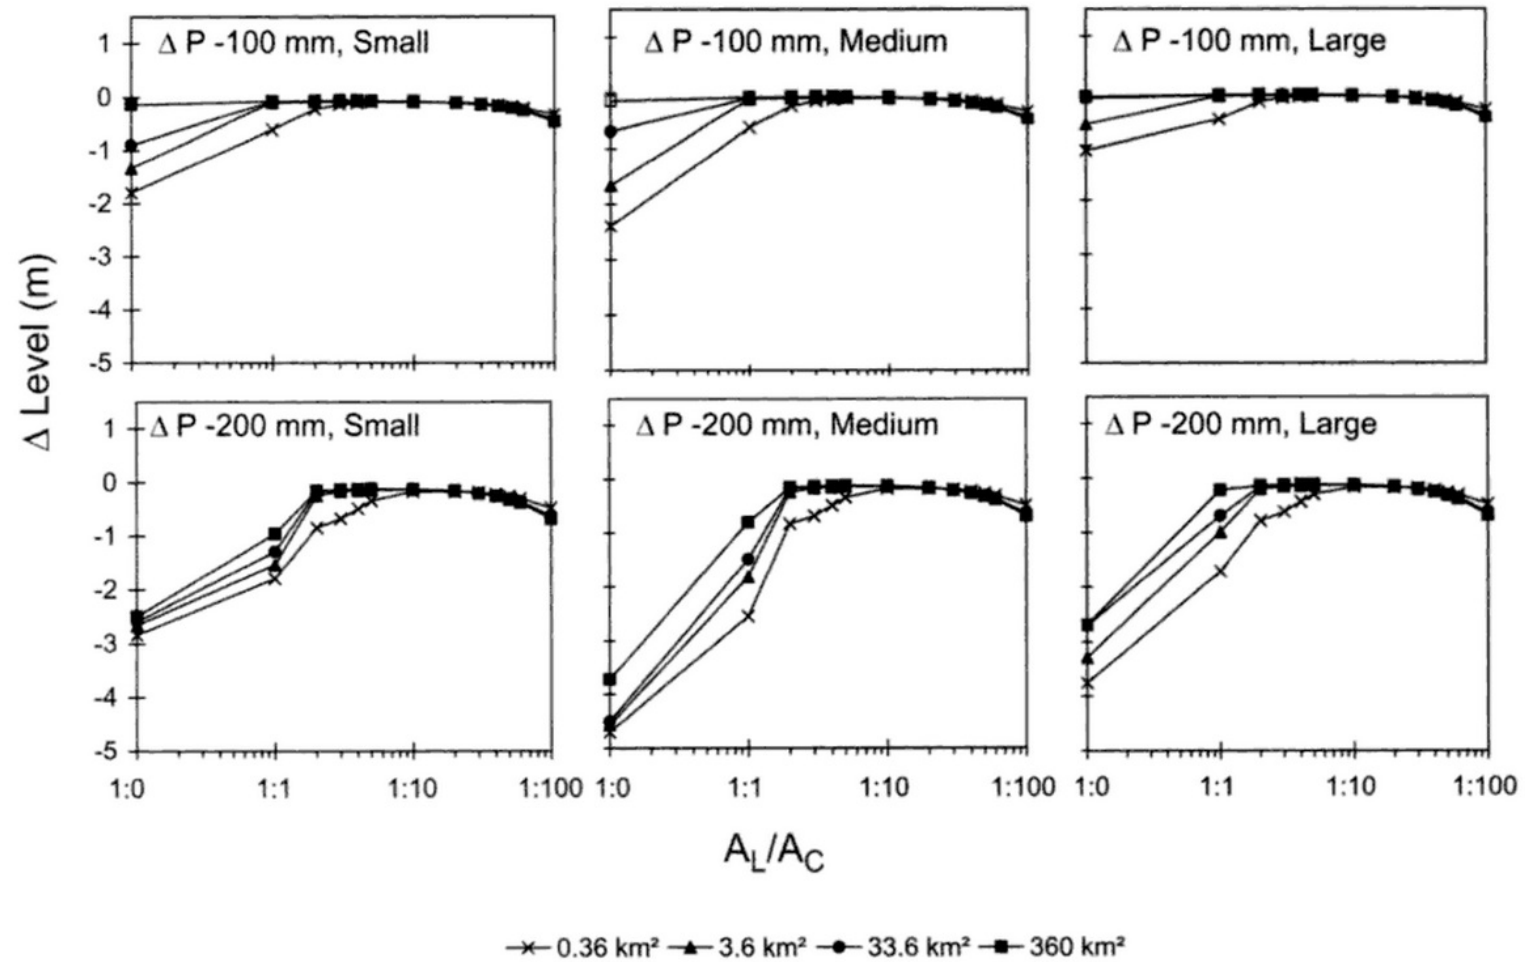 Δ P -100 mm, Small
Δ P -100 mm, Medium
Δ P -100 mm, Large
1
0
-1
-2
-3
-4
-5
Δ Level (m)
Δ P -200 mm, Small
Δ P -200 mm, Medium
Δ P -200 mm, Large
1
0
-1
-2
-3
-4
-5
1:0 1:1 1:10 1:100
1:0 1:1 1:10 1:100
1:0 1:1 1:10 1:100
A_L/A_C
0.36 km² 3.6 km² 33.6 km² 360 km²